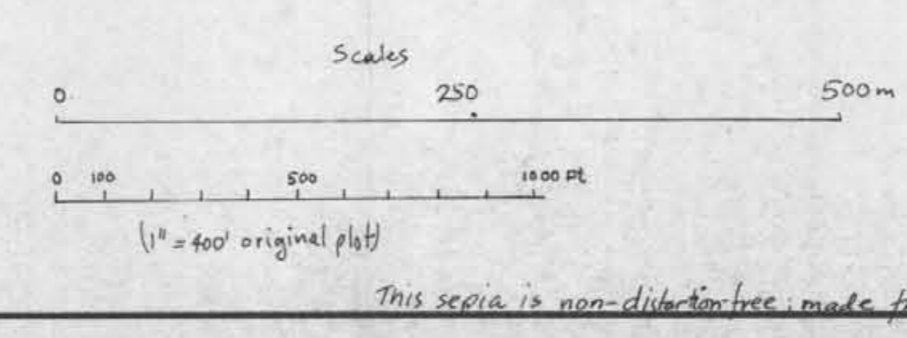 Scales
0 250 500 m
0 100 500 1000 Ft
(1" = 400' original plot)
This sepia is non-distortion-free; made